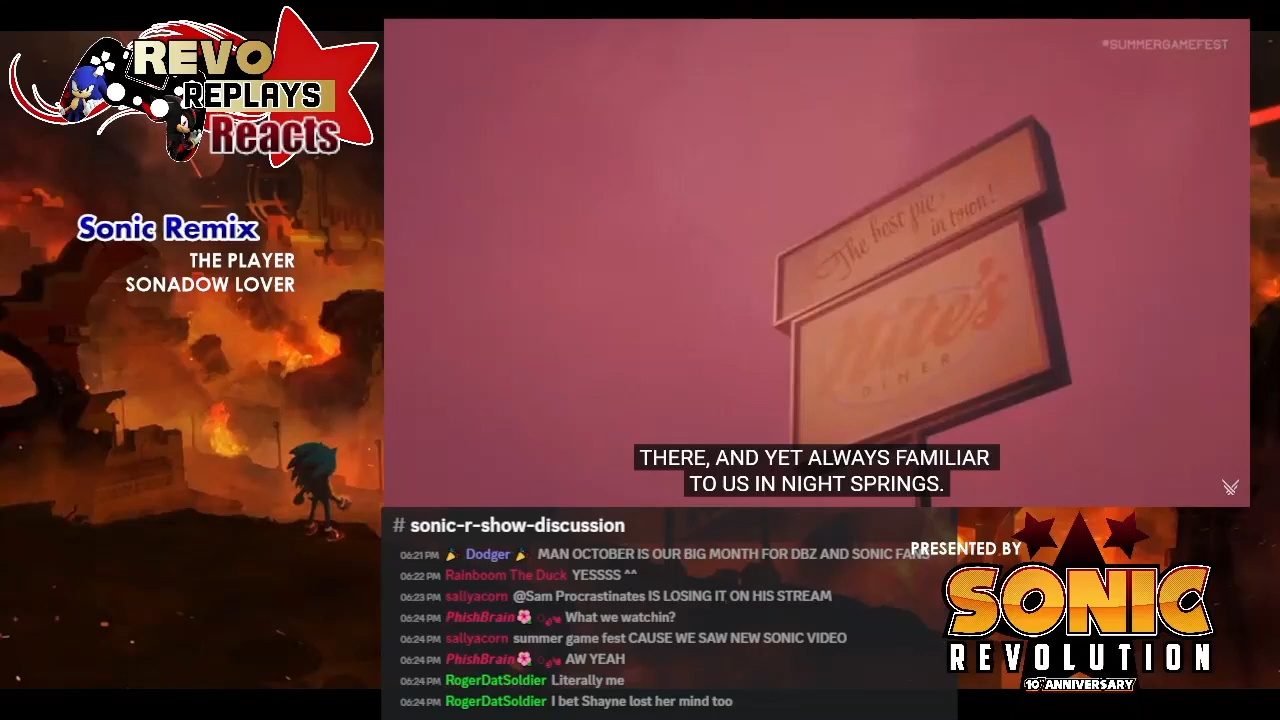 REVO
REPLAYS
Reacts
#SUMMERGAMEFEST
The best pie
in town!
DINER
Sonic Remix
THE PLAYER
SONADOW LOVER
THERE, AND YET ALWAYS FAMILIAR
TO US IN NIGHT SPRINGS.
# sonic-r-show-discussion
06:21 PM Dodger MAN OCTOBER IS OUR BIG MONTH FOR DBZ AND SONIC FANS
06:22 PM Rainboom The Duck YESSSS ^^
06:23 PM sallyacorn @Sam Procrastinates IS LOSING IT ON HIS STREAM
06:24 PM PhishBrain What we watchin?
06:24 PM sallyacorn summer game fest CAUSE WE SAW NEW SONIC VIDEO
06:24 PM PhishBrain AW YEAH
06:24 PM RogerDatSoldier Literally me
06:24 PM RogerDatSoldier I bet Shayne lost her mind too
PRESENTED BY
SONIC
REVOLUTION
10TH ANNIVERSARY